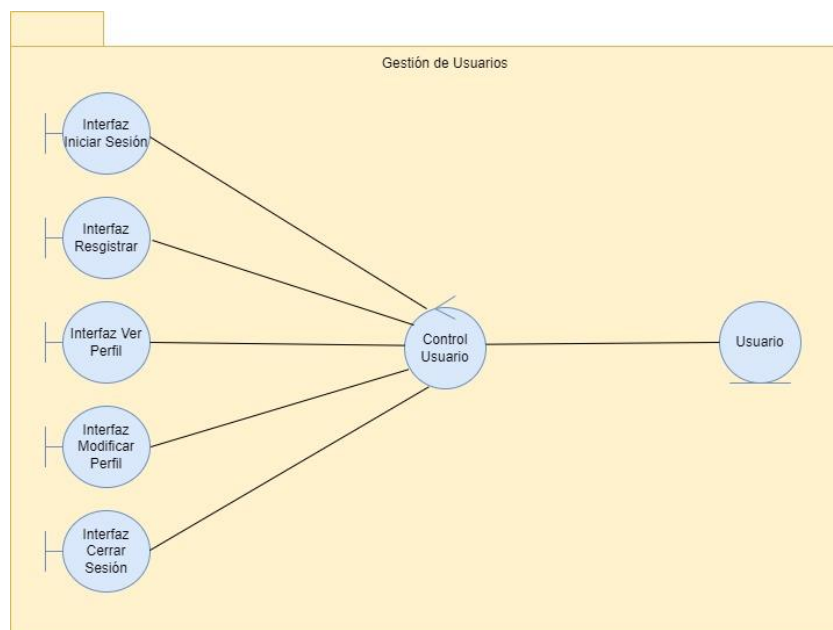 Gestión de Usuarios
Interfaz
Iniciar Sesión
Interfaz
Resgistrar
Interfaz Ver
Perfil
Interfaz
Modificar
Perfil
Interfaz
Cerrar
Sesión
Control
Usuario
Usuario